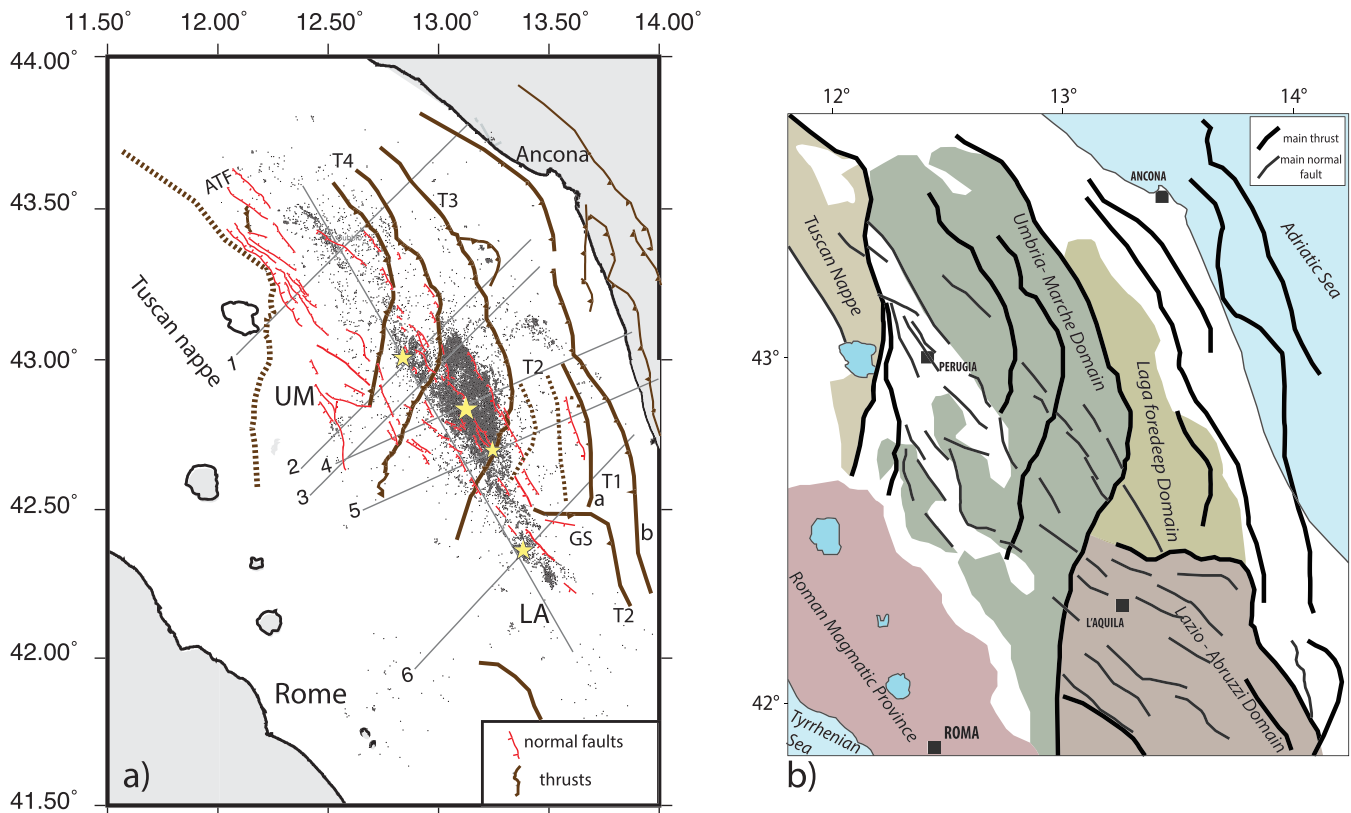 11.50° 12.00° 12.50° 13.00° 13.50° 14.00°
44.00°
43.50°
43.00°
42.50°
42.00°
41.50°
Ancona
T4
ATF
T3
Tuscan nappe
1
UM
T2
2
4
3
5
T1
a
b
GS
LA
T2
6
Rome
normal faults
thrusts
a)
12° 13° 14°
main thrust
main normal
fault
ANCONA
Adriatic Sea
Tuscan Nappe
Umbria- Marche Domain
PERUGIA
Laga foredeep Domain
Roman Magmatic Province
L'AQUILA
Lazio - Abruzzi Domain
ROMA
Tyrrhenian
Sea
43°
42°
b)